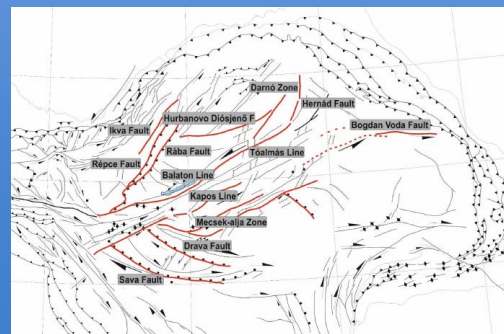 Darnó Zone
Hernád Fault
Hurbanovo Diósjenő F.
Bogdan Voda Fault
Ikva Fault
Rába Fault
Tóalmás Line
Répce Fault
Balaton Line
Kapos Line
Mecsek-alja Zone
Drava Fault
Sava Fault